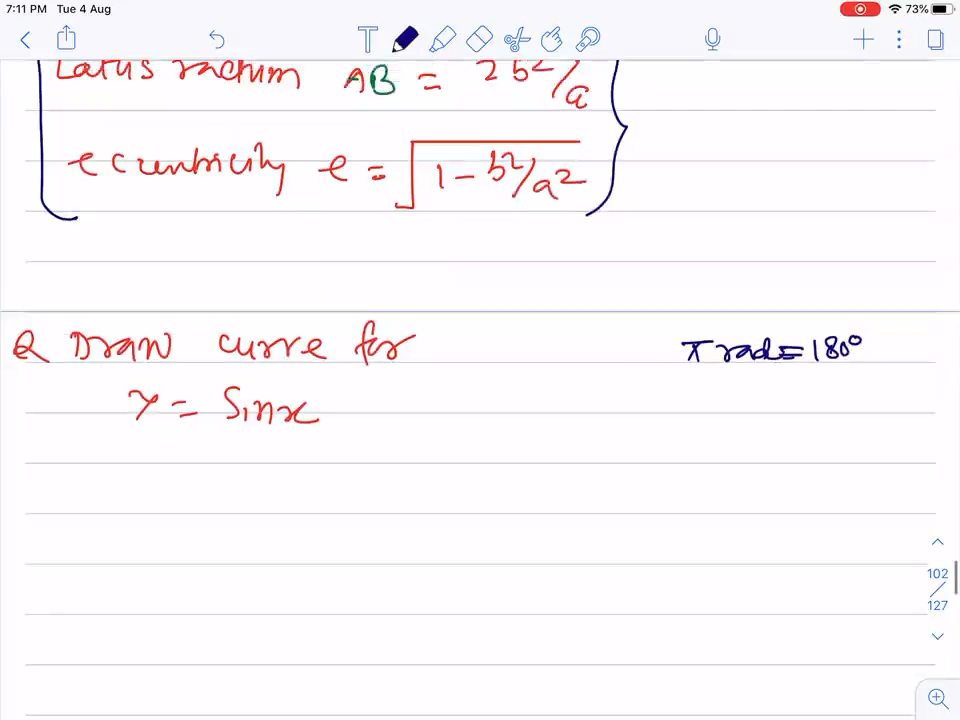 7:11 PM Tue 4 Aug 73%
T
Latus ractum AB = 2b²/a
eccentricity e = √1 - b²/a²
Q Draw curve for
π rad = 180°
y = Sinx
102
127